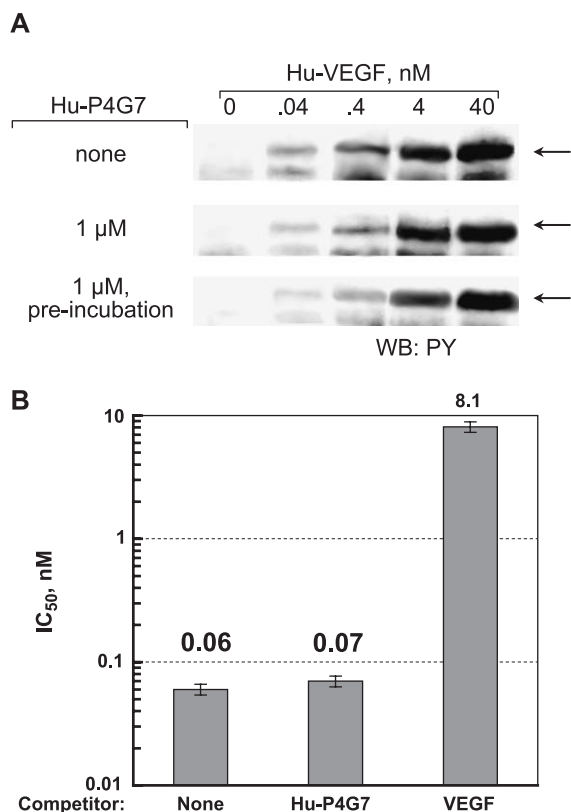 A
Hu-VEGF, nM
Hu-P4G7 0 .04 .4 4 40
none
1 μM
1 μM,
pre-incubation
WB: PY
B
10
8.1
1
IC50, nM
0.06 0.07
0.1
0.01
Competitor: None Hu-P4G7 VEGF